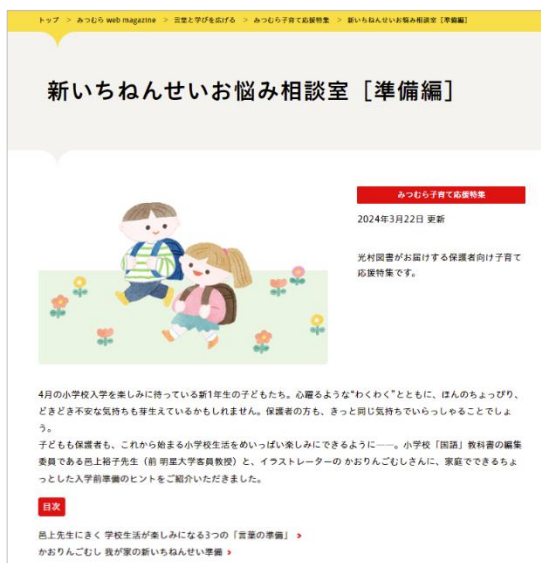 トップ > みつむら web magazine > 言葉と学びを広げる > みつむら子育て応援特集 > 新いちねんせいお悩み相談室［準備編］
新いちねんせいお悩み相談室［準備編］
みつむら子育て応援特集
2024年3月22日 更新
光村図書がお届けする保護者向け子育て
応援特集です。
4月の小学校入学を楽しみに待っている新1年生の子どもたち。心躍るような“わくわく”とともに、ほんのちょっぴり、
どきどき不安な気持ちも芽生えているかもしれません。保護者の方も、きっと同じ気持ちでいらっしゃることでしょ
う。
子どもも保護者も、これから始まる小学校生活をめいっぱい楽しみにできるように――。小学校「国語」教科書の編集
委員である邑上裕子先生（前 明星大学客員教授）と、イラストレーターの かおりんごむしさんに、家庭でできるちょ
っとした入学前準備のヒントをご紹介いただきました。
目次
邑上先生にきく 学校生活が楽しみになる3つの「言葉の準備」 »
かおりんごむし 我が家の新いちねんせい準備 »